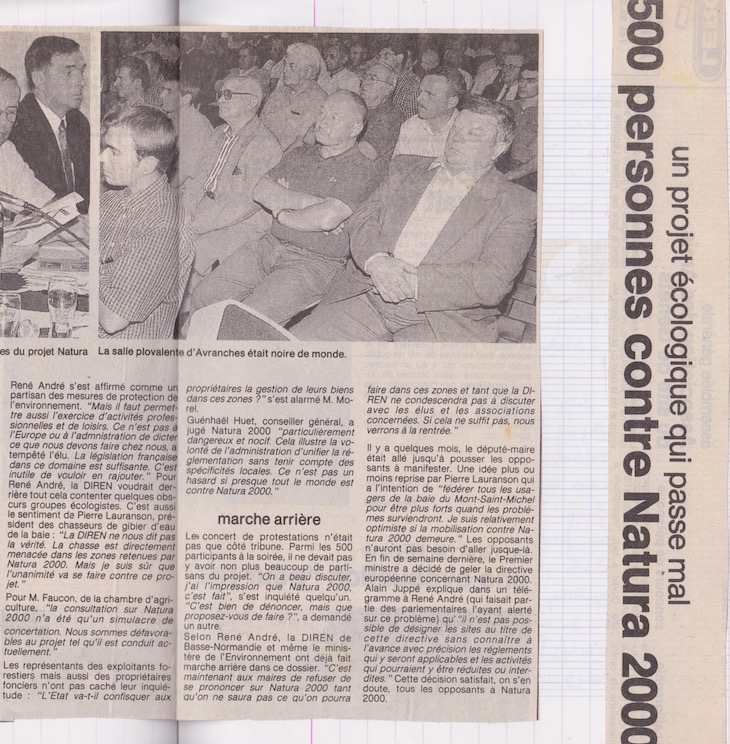 500 personnes contre Natura 2000
un projet écologique qui passe mal
es du projet Natura
La salle plovalente d'Avranches était noire de monde.
René André s'est affirmé comme un
partisan des mesures de protection de
l'environnement. "Mais il faut permet-
tre aussi l'exercice d'activités profes-
sionnelles et de loisirs. Ce n'est pas à
l'Europe ou à l'admnistration de dicter
ce que nous devons faire chez nous, a
tempêté l'élu. La législation française
dans ce domaine est suffisante. C'est
inutile de vouloir en rajouter." Pour
René André, la DIREN voudrait der-
rière tout cela contenter quelques obs-
curs groupes écologistes. C'est aussi
le sentiment de Pierre Lauranson, pré-
sident des chasseurs de gibier d'eau
de la baie : "La DIREN ne nous dit pas
la vérité. La chasse est directement
menacée dans les zones retenues par
Natura 2000. Mais je suis sûr que
l'unanimité va se faire contre ce pro-
jet."
Pour M. Faucon, de la chambre d'agri-
culture, "la consultation sur Natura
2000 n'a été qu'un simulacre de
concertation. Nous sommes défavora-
bles au projet tel qu'il est conduit ac-
tuellement."
Les représentants des exploitants fo-
restiers mais aussi des propriétaires
fonciers n'ont pas caché leur inquié-
tude : "L'Etat va-t-il confisquer aux
propriétaires la gestion de leurs biens
dans ces zones ?" s'est alarmé M. Mo-
rel.
Guénhaël Huet, conseiller général, a
jugé Natura 2000 "particulièrement
dangereux et nocif. Cela illustre la vo-
lonté de l'administration d'unifier la ré-
glementation sans tenir compte des
spécificités locales. Ce n'est pas un
hasard si presque tout le monde est
contre Natura 2000."
marche arrière
Le concert de protestations n'était
pas que côté tribune. Parmi les 500
participants à la soirée, il ne devait pas
y avoir non plus beaucoup de parti-
sans du projet. "On a beau discuter,
j'ai l'impression que Natura 2000,
c'est fait", s'est inquiété quelqu'un.
"C'est bien de dénoncer, mais que
proposez-vous de faire ?", a demandé
un autre.
Selon René André, la DIREN de
Basse-Normandie et même le minis-
tère de l'Environnement ont déjà fait
marche arrière dans ce dossier. "C'est
maintenant aux maires de refuser de
se prononcer sur Natura 2000 tant
qu'on ne saura pas ce qu'on pourra
faire dans ces zones et tant que la DI-
REN ne condescendra pas à discuter
avec les élus et les associations
concernées. Si cela ne suffit pas, nous
verrons à la rentrée."
Il y a quelques mois, le député-maire
était allé jusqu'à pousser les oppo-
sants à manifester. Une idée plus ou
moins reprise par Pierre Lauranson qui
a l'intention de "fédérer tous les usa-
gers de la baie du Mont-Saint-Michel
pour être plus forts quand les problè-
mes surviendront. Je suis relativement
optimiste si la mobilisation contre Na-
tura 2000 demeure." Les opposants
n'auront pas besoin d'aller jusque-là.
En fin de semaine dernière, le Premier
ministre a décidé de geler la directive
européenne concernant Natura 2000.
Alain Juppé explique dans un télé-
gramme à René André (qui faisait par-
tie des parlementaires l'ayant alerté
sur ce problème) qu'"il n'est pas pos-
sible de désigner les sites au titre de
cette directive sans connaître à
l'avance avec précision les réglements
qui y seront applicables et les activités
qui pourraient y être réduites ou inter-
dites." Cette décision satisfait, on s'en
doute, tous les opposants à Natura
2000.